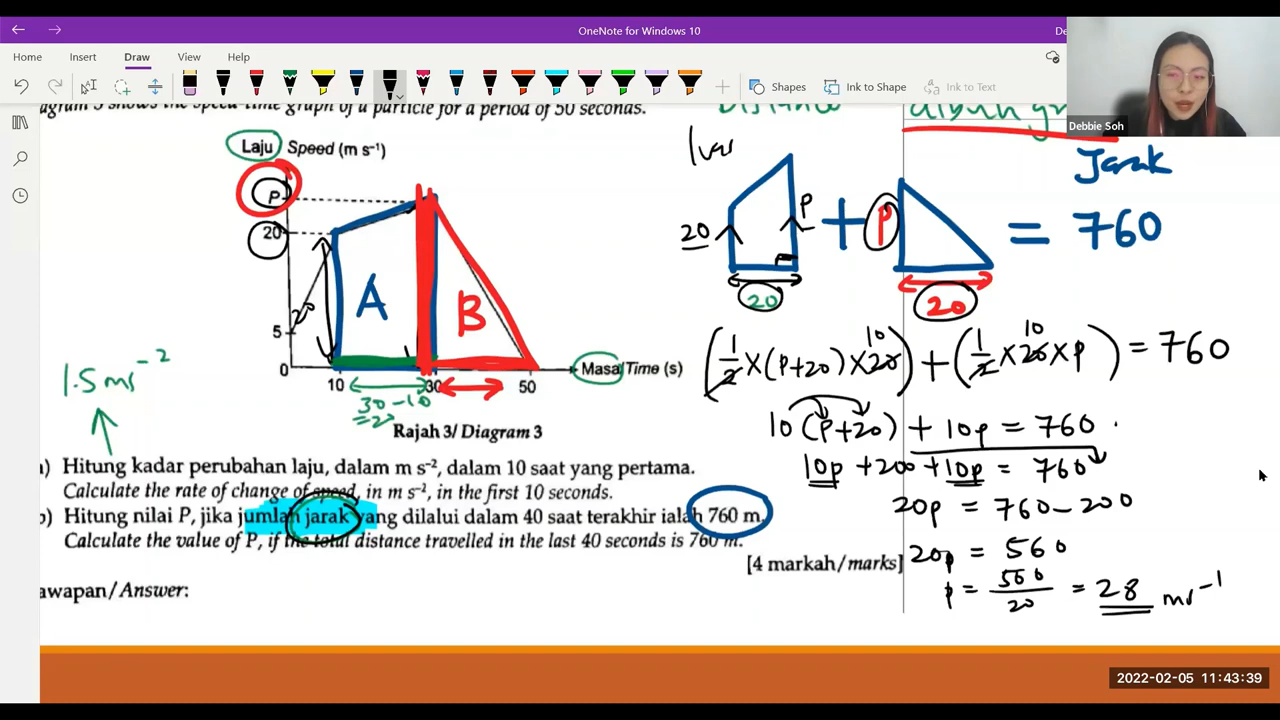 OneNote for Windows 10
De
Home Insert Draw View Help
Shapes Ink to Shape Ink to Text
Debbie Soh
agram 3 shows the speed-time graph of a particle for a period of 50 seconds.
Distance
Laju Speed (m s⁻¹)
P
20
5
0
20
A
B
10 30 50
Masa/Time (s)
30-10
=20
1.5 ms⁻²
Rajah 3/ Diagram 3
) Hitung kadar perubahan laju, dalam m s⁻², dalam 10 saat yang pertama.
Calculate the rate of change of speed, in m s⁻², in the first 10 seconds.
) Hitung nilai P, jika jumlah jarak yang dilalui dalam 40 saat terakhir ialah 760 m.
Calculate the value of P, if the total distance travelled in the last 40 seconds is 760 m.
[4 markah/marks]
awapan/Answer:
Jarak
20 P + P = 760
20 20
(1/2 × (P+20) × 20 10) + (1/2 × 20 10 × P) = 760
10 (P+20) + 10p = 760
10p + 200 + 10p = 760
20p = 760 - 200
20p = 560
p = 560/20 = 28 ms⁻¹
2022-02-05 11:43:39